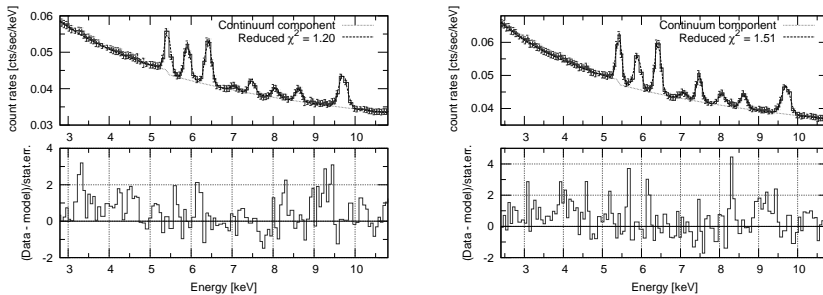 count rates [cts/sec/keV]
0.06
0.05
0.04
0.03
Continuum component
Reduced χ² = 1.20
3 4 5 6 7 8 9 10
(Data - model)/stat.err.
4
2
0
-2
3 4 5 6 7 8 9 10
Energy [keV]
count rates [cts/sec/keV]
0.06
0.05
0.04
Continuum component
Reduced χ² = 1.51
3 4 5 6 7 8 9 10
(Data - model)/stat.err.
4
2
0
-2
3 4 5 6 7 8 9 10
Energy [keV]